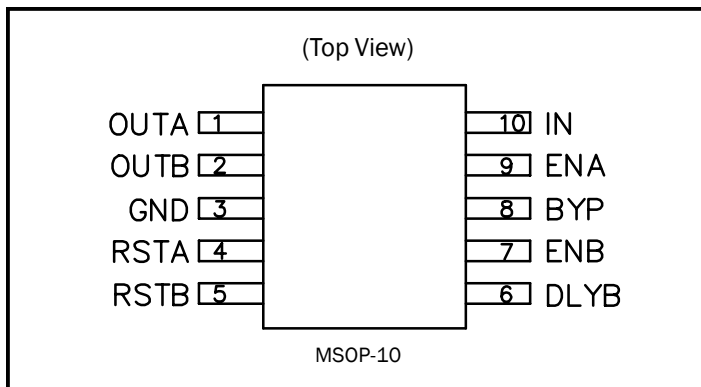 (Top View)
OUTA 1 10 IN
OUTB 2 9 ENA
GND 3 8 BYP
RSTA 4 7 ENB
RSTB 5 6 DLYB
MSOP-10